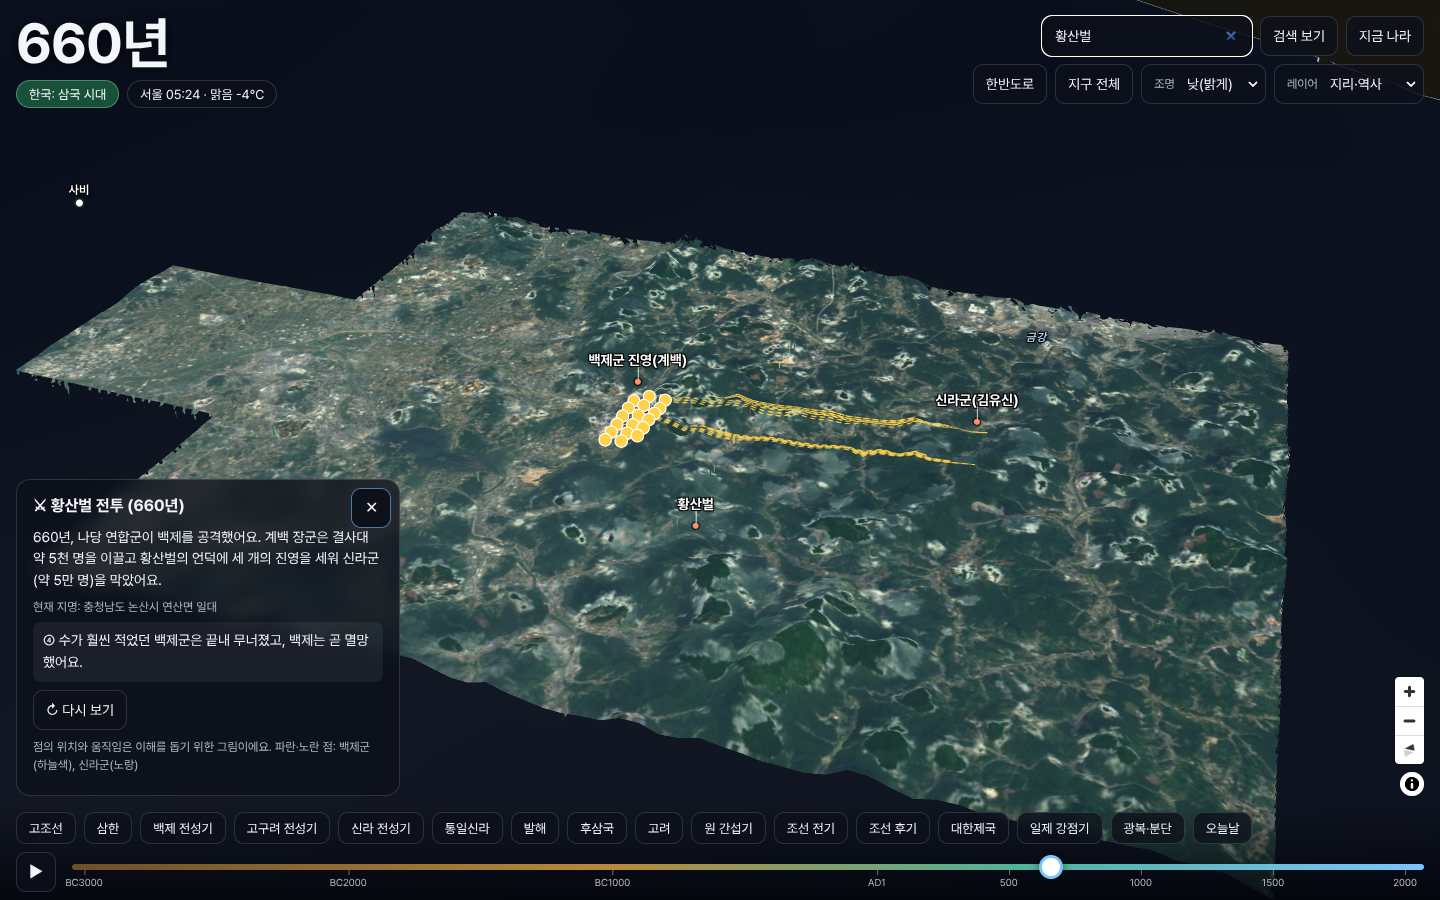 660년
한국: 삼국 시대
서울 05:24 · 맑음 -4°C
황산벌
검색 보기
지금 나라
한반도로
지구 전체
조명 낮(밝게)
레이어 지리·역사
사비
금강
백제군 진영(계백)
신라군(김유신)
황산벌
⚔ 황산벌 전투 (660년)
660년, 나당 연합군이 백제를 공격했어요. 계백 장군은 결사대
약 5천 명을 이끌고 황산벌의 언덕에 세 개의 진영을 세워 신라군
(약 5만 명)을 막았어요.
현재 지명: 충청남도 논산시 연산면 일대
④ 수가 훨씬 적었던 백제군은 끝내 무너졌고, 백제는 곧 멸망
했어요.
↻ 다시 보기
점의 위치와 움직임은 이해를 돕기 위한 그림이에요. 파란·노란 점: 백제군
(하늘색), 신라군(노랑)
고조선
삼한
백제 전성기
고구려 전성기
신라 전성기
통일신라
발해
후삼국
고려
원 간섭기
조선 전기
조선 후기
대한제국
일제 강점기
광복·분단
오늘날
BC3000
BC2000
BC1000
AD1
500
1000
1500
2000